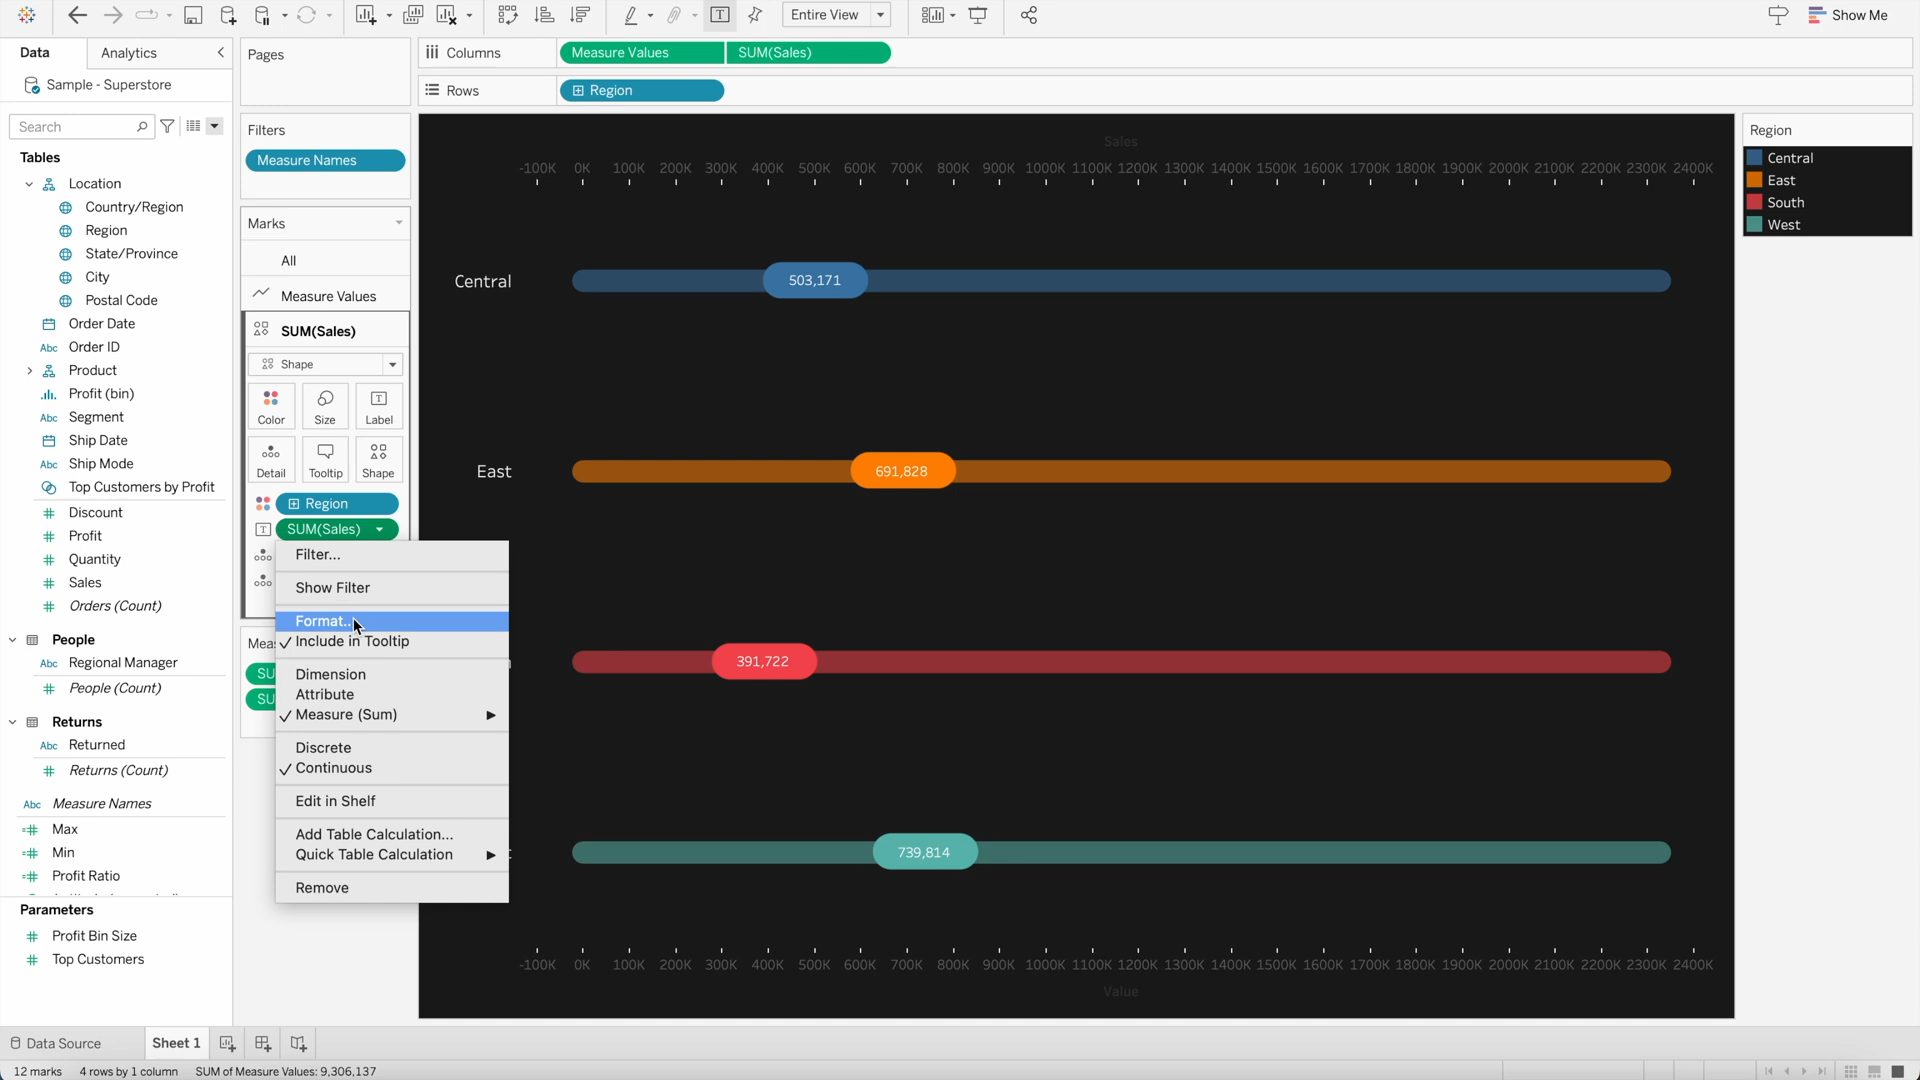 Entire View
Show Me
Data
Analytics
Sample - Superstore
Search
Tables
Location
Country/Region
Region
State/Province
City
Postal Code
Order Date
Abc Order ID
Product
Profit (bin)
Abc Segment
Ship Date
Abc Ship Mode
Top Customers by Profit
Discount
Profit
Quantity
Sales
Orders (Count)
People
Abc Regional Manager
People (Count)
Returns
Abc Returned
Returns (Count)
Abc Measure Names
Max
Min
Profit Ratio
Parameters
Profit Bin Size
Top Customers
Pages
Filters
Measure Names
Marks
All
Measure Values
SUM(Sales)
Shape
Color Size Label
Detail Tooltip Shape
Region
SUM(Sales)
Filter...
Show Filter
Format...
Include in Tooltip
Dimension
Attribute
Measure (Sum)
Discrete
Continuous
Edit in Shelf
Add Table Calculation...
Quick Table Calculation
Remove
Columns Measure Values SUM(Sales)
Rows Region
Sales
-100K 0K 100K 200K 300K 400K 500K 600K 700K 800K 900K 1000K 1100K 1200K 1300K 1400K 1500K 1600K 1700K 1800K 1900K 2000K 2100K 2200K 2300K 2400K
Central 503,171
East 691,828
391,722
739,814
-100K 0K 100K 200K 300K 400K 500K 600K 700K 800K 900K 1000K 1100K 1200K 1300K 1400K 1500K 1600K 1700K 1800K 1900K 2000K 2100K 2200K 2300K 2400K
Value
Region
Central
East
South
West
Data Source
Sheet 1
12 marks 4 rows by 1 column SUM of Measure Values: 9,306,137